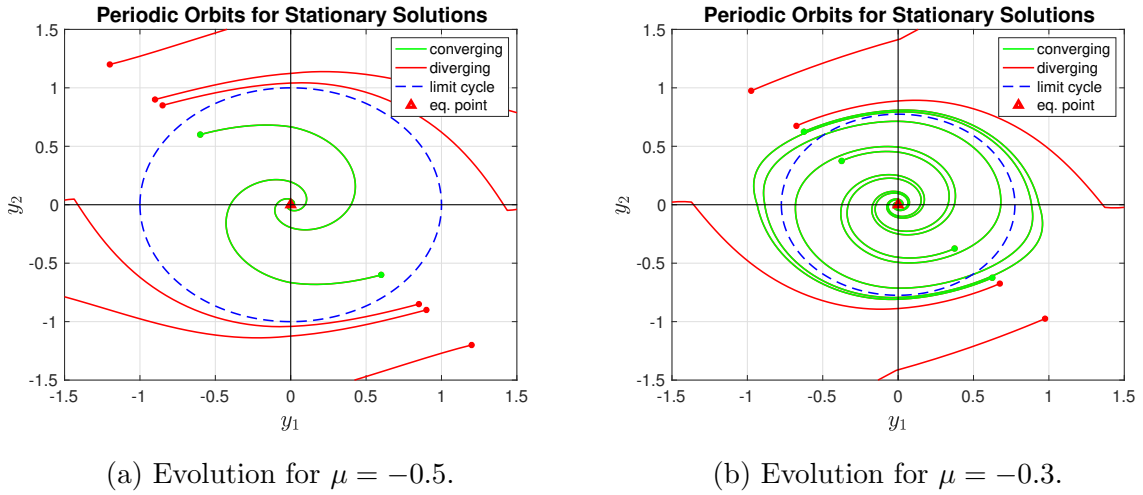 Periodic Orbits for Stationary Solutions
1.5
1
0.5
0
-0.5
-1
-1.5
y₂
-1.5
-1
-0.5
0
0.5
1
1.5
y₁
converging
diverging
limit cycle
eq. point
(a) Evolution for μ = −0.5.
Periodic Orbits for Stationary Solutions
1.5
1
0.5
0
-0.5
-1
-1.5
y₂
-1.5
-1
-0.5
0
0.5
1
1.5
y₁
converging
diverging
limit cycle
eq. point
(b) Evolution for μ = −0.3.